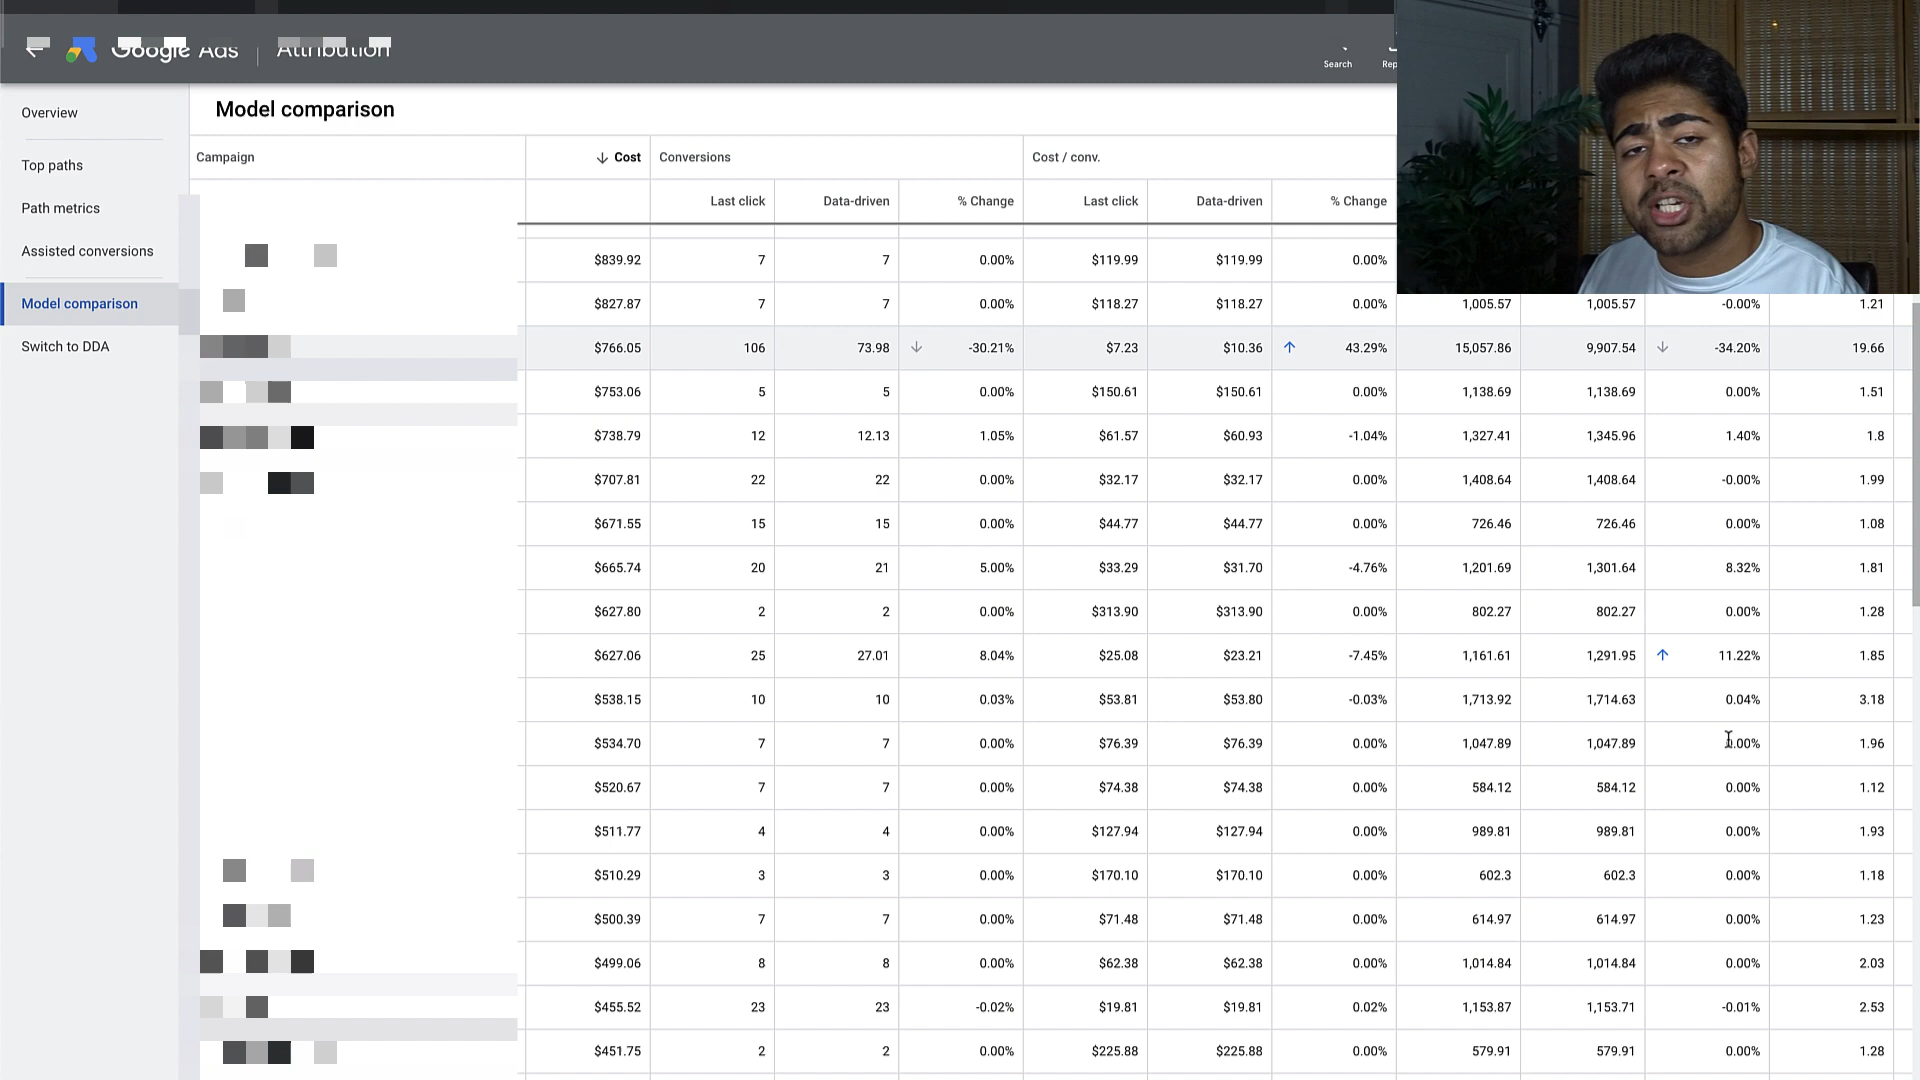 Google Ads Attribution
Search
Rep
Overview
Top paths
Path metrics
Assisted conversions
Model comparison
Switch to DDA
Model comparison
Campaign Cost Conversions Cost / conv.
Last click Data-driven % Change Last click Data-driven % Change
$839.92 7 7 0.00% $119.99 $119.99 0.00%
$827.87 7 7 0.00% $118.27 $118.27 0.00% 1,005.57 1,005.57 -0.00% 1.21
$766.05 106 73.98 -30.21% $7.23 $10.36 43.29% 15,057.86 9,907.54 -34.20% 19.66
$753.06 5 5 0.00% $150.61 $150.61 0.00% 1,138.69 1,138.69 0.00% 1.51
$738.79 12 12.13 1.05% $61.57 $60.93 -1.04% 1,327.41 1,345.96 1.40% 1.8
$707.81 22 22 0.00% $32.17 $32.17 0.00% 1,408.64 1,408.64 -0.00% 1.99
$671.55 15 15 0.00% $44.77 $44.77 0.00% 726.46 726.46 0.00% 1.08
$665.74 20 21 5.00% $33.29 $31.70 -4.76% 1,201.69 1,301.64 8.32% 1.81
$627.80 2 2 0.00% $313.90 $313.90 0.00% 802.27 802.27 0.00% 1.28
$627.06 25 27.01 8.04% $25.08 $23.21 -7.45% 1,161.61 1,291.95 11.22% 1.85
$538.15 10 10 0.03% $53.81 $53.80 -0.03% 1,713.92 1,714.63 0.04% 3.18
$534.70 7 7 0.00% $76.39 $76.39 0.00% 1,047.89 1,047.89 0.00% 1.96
$520.67 7 7 0.00% $74.38 $74.38 0.00% 584.12 584.12 0.00% 1.12
$511.77 4 4 0.00% $127.94 $127.94 0.00% 989.81 989.81 0.00% 1.93
$510.29 3 3 0.00% $170.10 $170.10 0.00% 602.3 602.3 0.00% 1.18
$500.39 7 7 0.00% $71.48 $71.48 0.00% 614.97 614.97 0.00% 1.23
$499.06 8 8 0.00% $62.38 $62.38 0.00% 1,014.84 1,014.84 0.00% 2.03
$455.52 23 23 -0.02% $19.81 $19.81 0.02% 1,153.87 1,153.71 -0.01% 2.53
$451.75 2 2 0.00% $225.88 $225.88 0.00% 579.91 579.91 0.00% 1.28